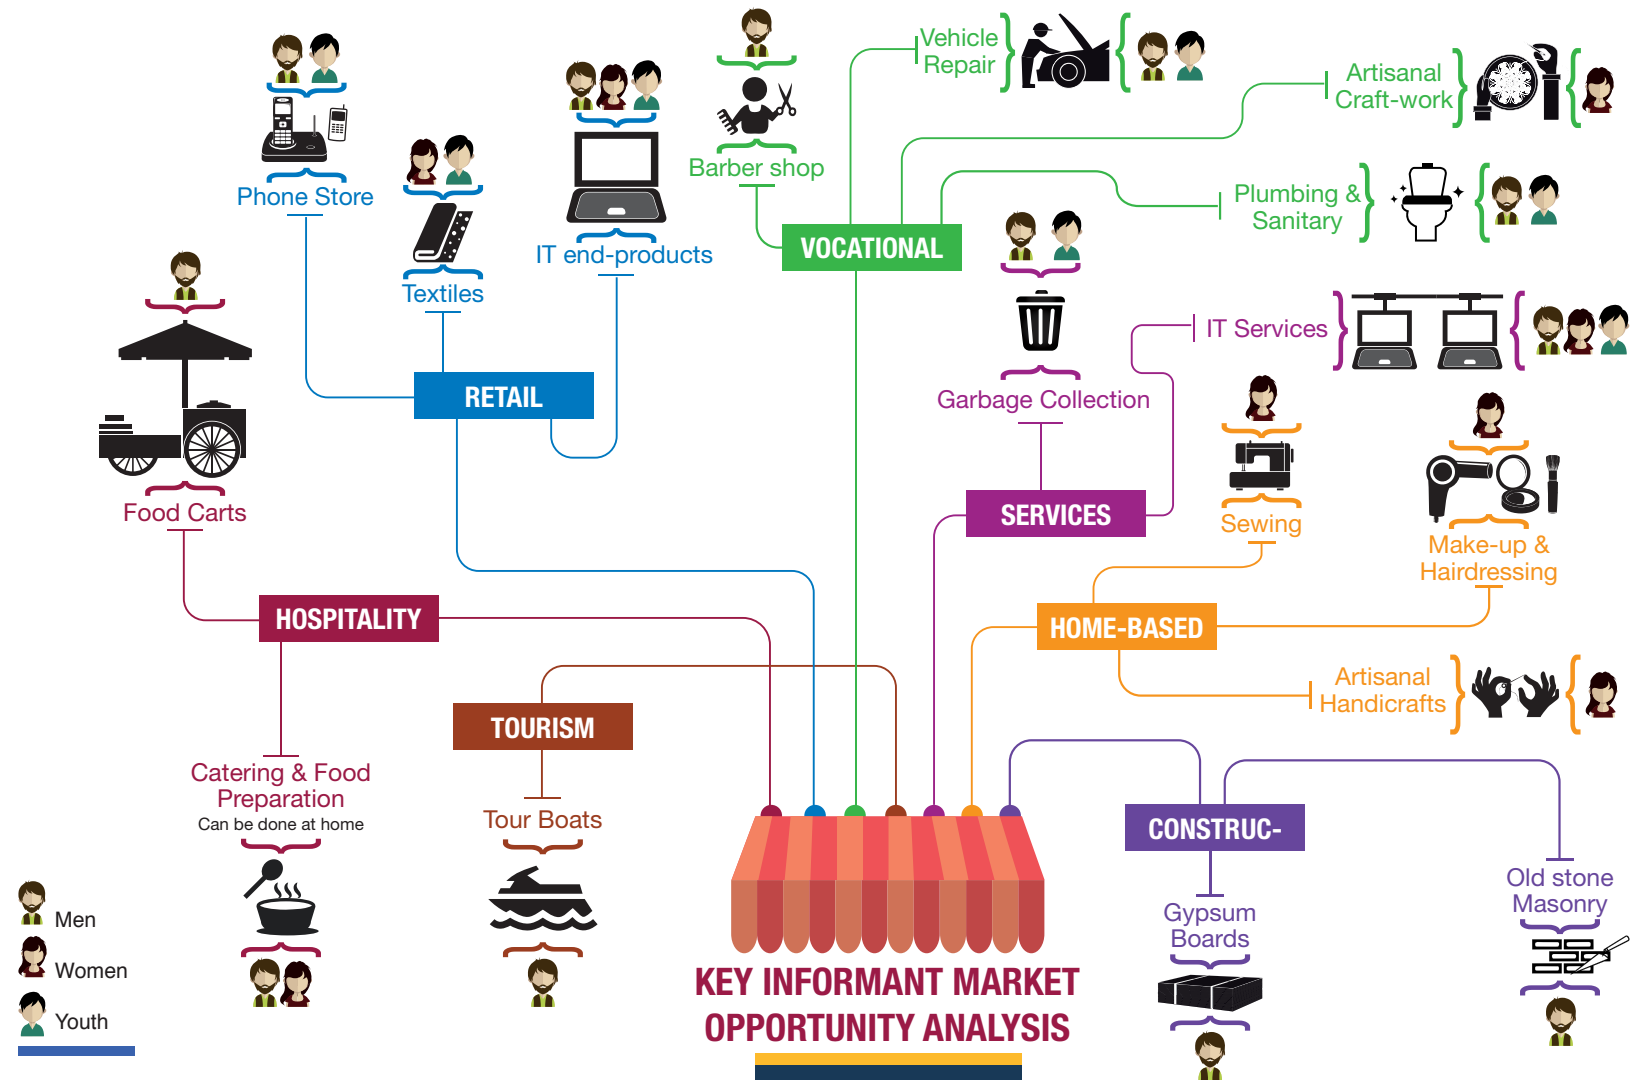 Vehicle
Repair
Artisanal
Craft-work
Barber shop
Phone Store
Plumbing &
Sanitary
VOCATIONAL
IT end-products
Textiles
IT Services
RETAIL
Garbage Collection
Food Carts
SERVICES
Sewing
Make-up &
Hairdressing
HOSPITALITY
HOME-BASED
Artisanal
Handicrafts
TOURISM
Catering & Food
Preparation
Can be done at home
Tour Boats
CONSTRUC-
Old stone
Masonry
Gypsum
Boards
Men
Women
Youth
KEY INFORMANT MARKET
OPPORTUNITY ANALYSIS